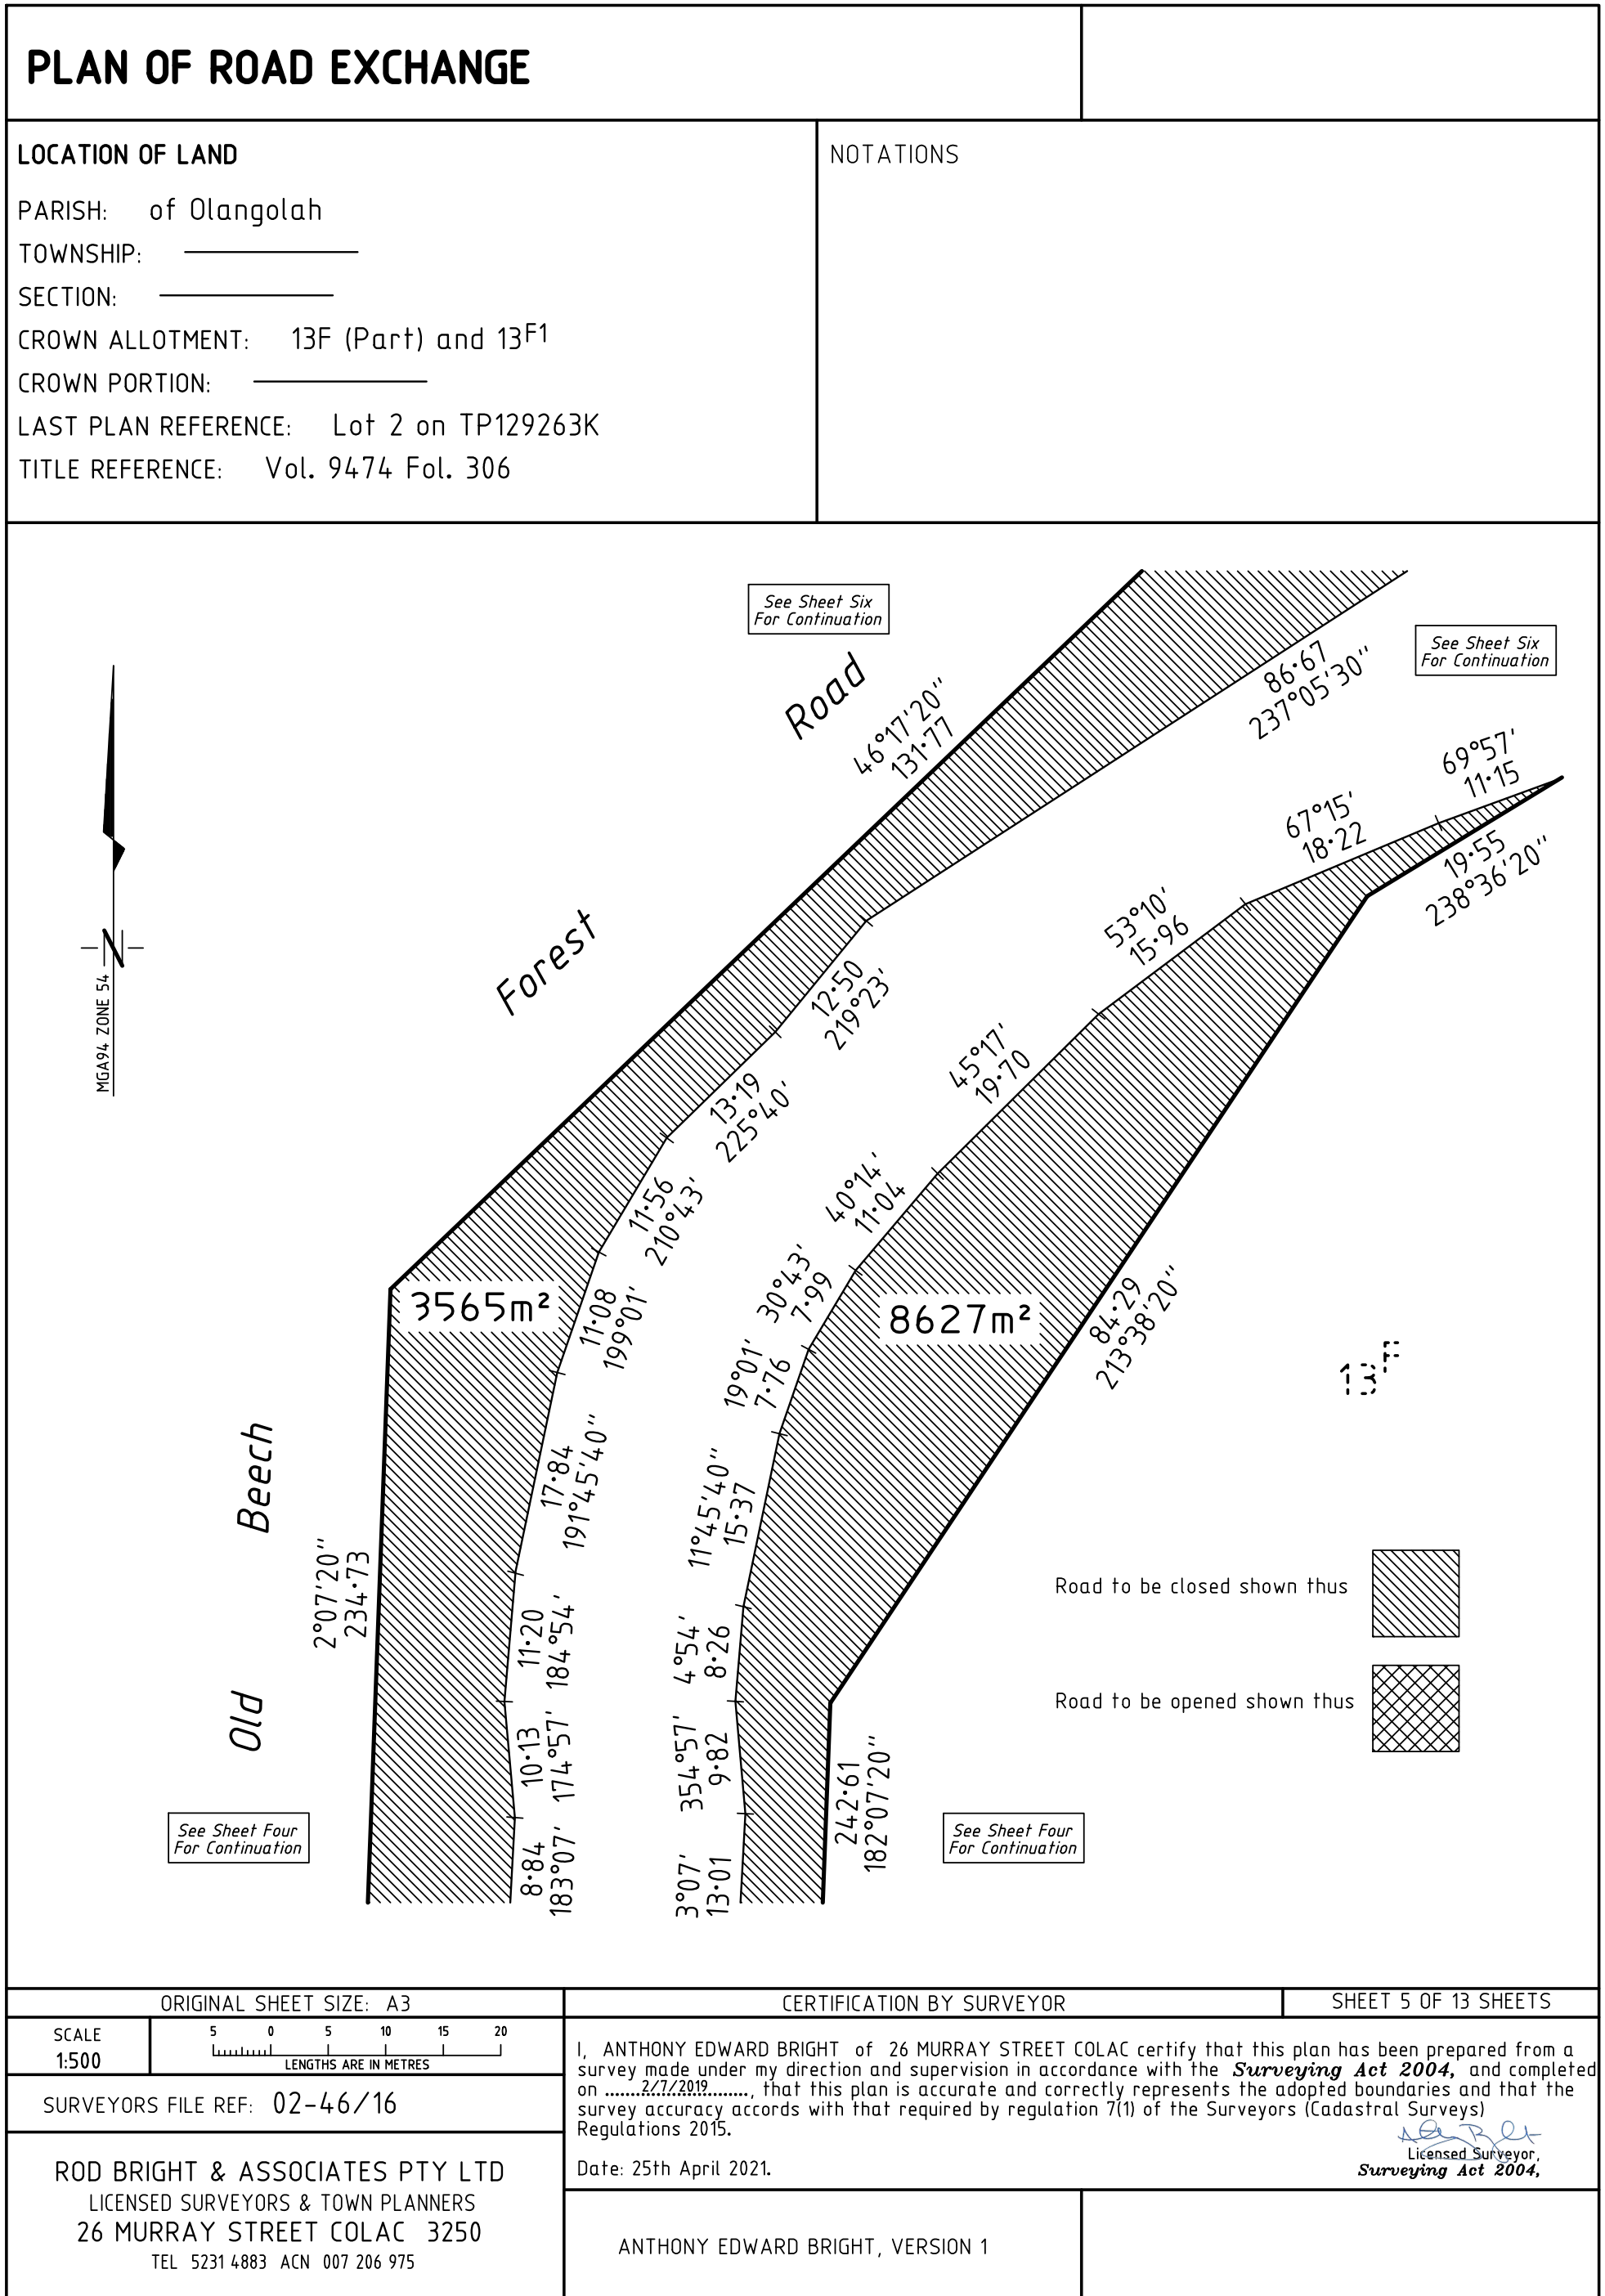 PLAN OF ROAD EXCHANGE
LOCATION OF LAND
PARISH: of Olangolah
TOWNSHIP:
SECTION:
CROWN ALLOTMENT: 13F (Part) and 13F1
CROWN PORTION:
LAST PLAN REFERENCE: Lot 2 on TP129263K
TITLE REFERENCE: Vol. 9474 Fol. 306
NOTATIONS
See Sheet Six
For Continuation
See Sheet Six
For Continuation
Road
46°17'20"
131·77
86·67
237°05'30"
69°57'
11·15
67°15'
18·22
19·55
238°36'20"
53°10'
15·96
Forest
12·50
219°23'
N
MGA94 ZONE 54
45°17'
19·70
13·19
225°40'
40°14'
11·04
11·56
210°43'
30°43'
7·99
3565m²
8627m²
11·08
199°01'
84·29
213°38'20"
19°01'
7·76
13F
Beech
17·84
191°45'40"
11°45'40"
15·37
2°07'20"
234·73
Road to be closed shown thus
11·20
184°54'
4°54'
8·26
Old
Road to be opened shown thus
10·13
174°57'
354°57'
9·82
242·61
182°07'20"
See Sheet Four
For Continuation
See Sheet Four
For Continuation
8·84
183°07'
3°07'
13·01
ORIGINAL SHEET SIZE: A3
CERTIFICATION BY SURVEYOR
SHEET 5 OF 13 SHEETS
SCALE
1:500
5 0 5 10 15 20
LENGTHS ARE IN METRES
SURVEYORS FILE REF: 02-46/16
I, ANTHONY EDWARD BRIGHT of 26 MURRAY STREET COLAC certify that this plan has been prepared from a
survey made under my direction and supervision in accordance with the Surveying Act 2004, and completed
on ......2/7/2019......, that this plan is accurate and correctly represents the adopted boundaries and that the
survey accuracy accords with that required by regulation 7(1) of the Surveyors (Cadastral Surveys)
Regulations 2015.
Licensed Surveyor,
Date: 25th April 2021.
Surveying Act 2004,
ROD BRIGHT & ASSOCIATES PTY LTD
LICENSED SURVEYORS & TOWN PLANNERS
26 MURRAY STREET COLAC 3250
TEL 5231 4883 ACN 007 206 975
ANTHONY EDWARD BRIGHT, VERSION 1